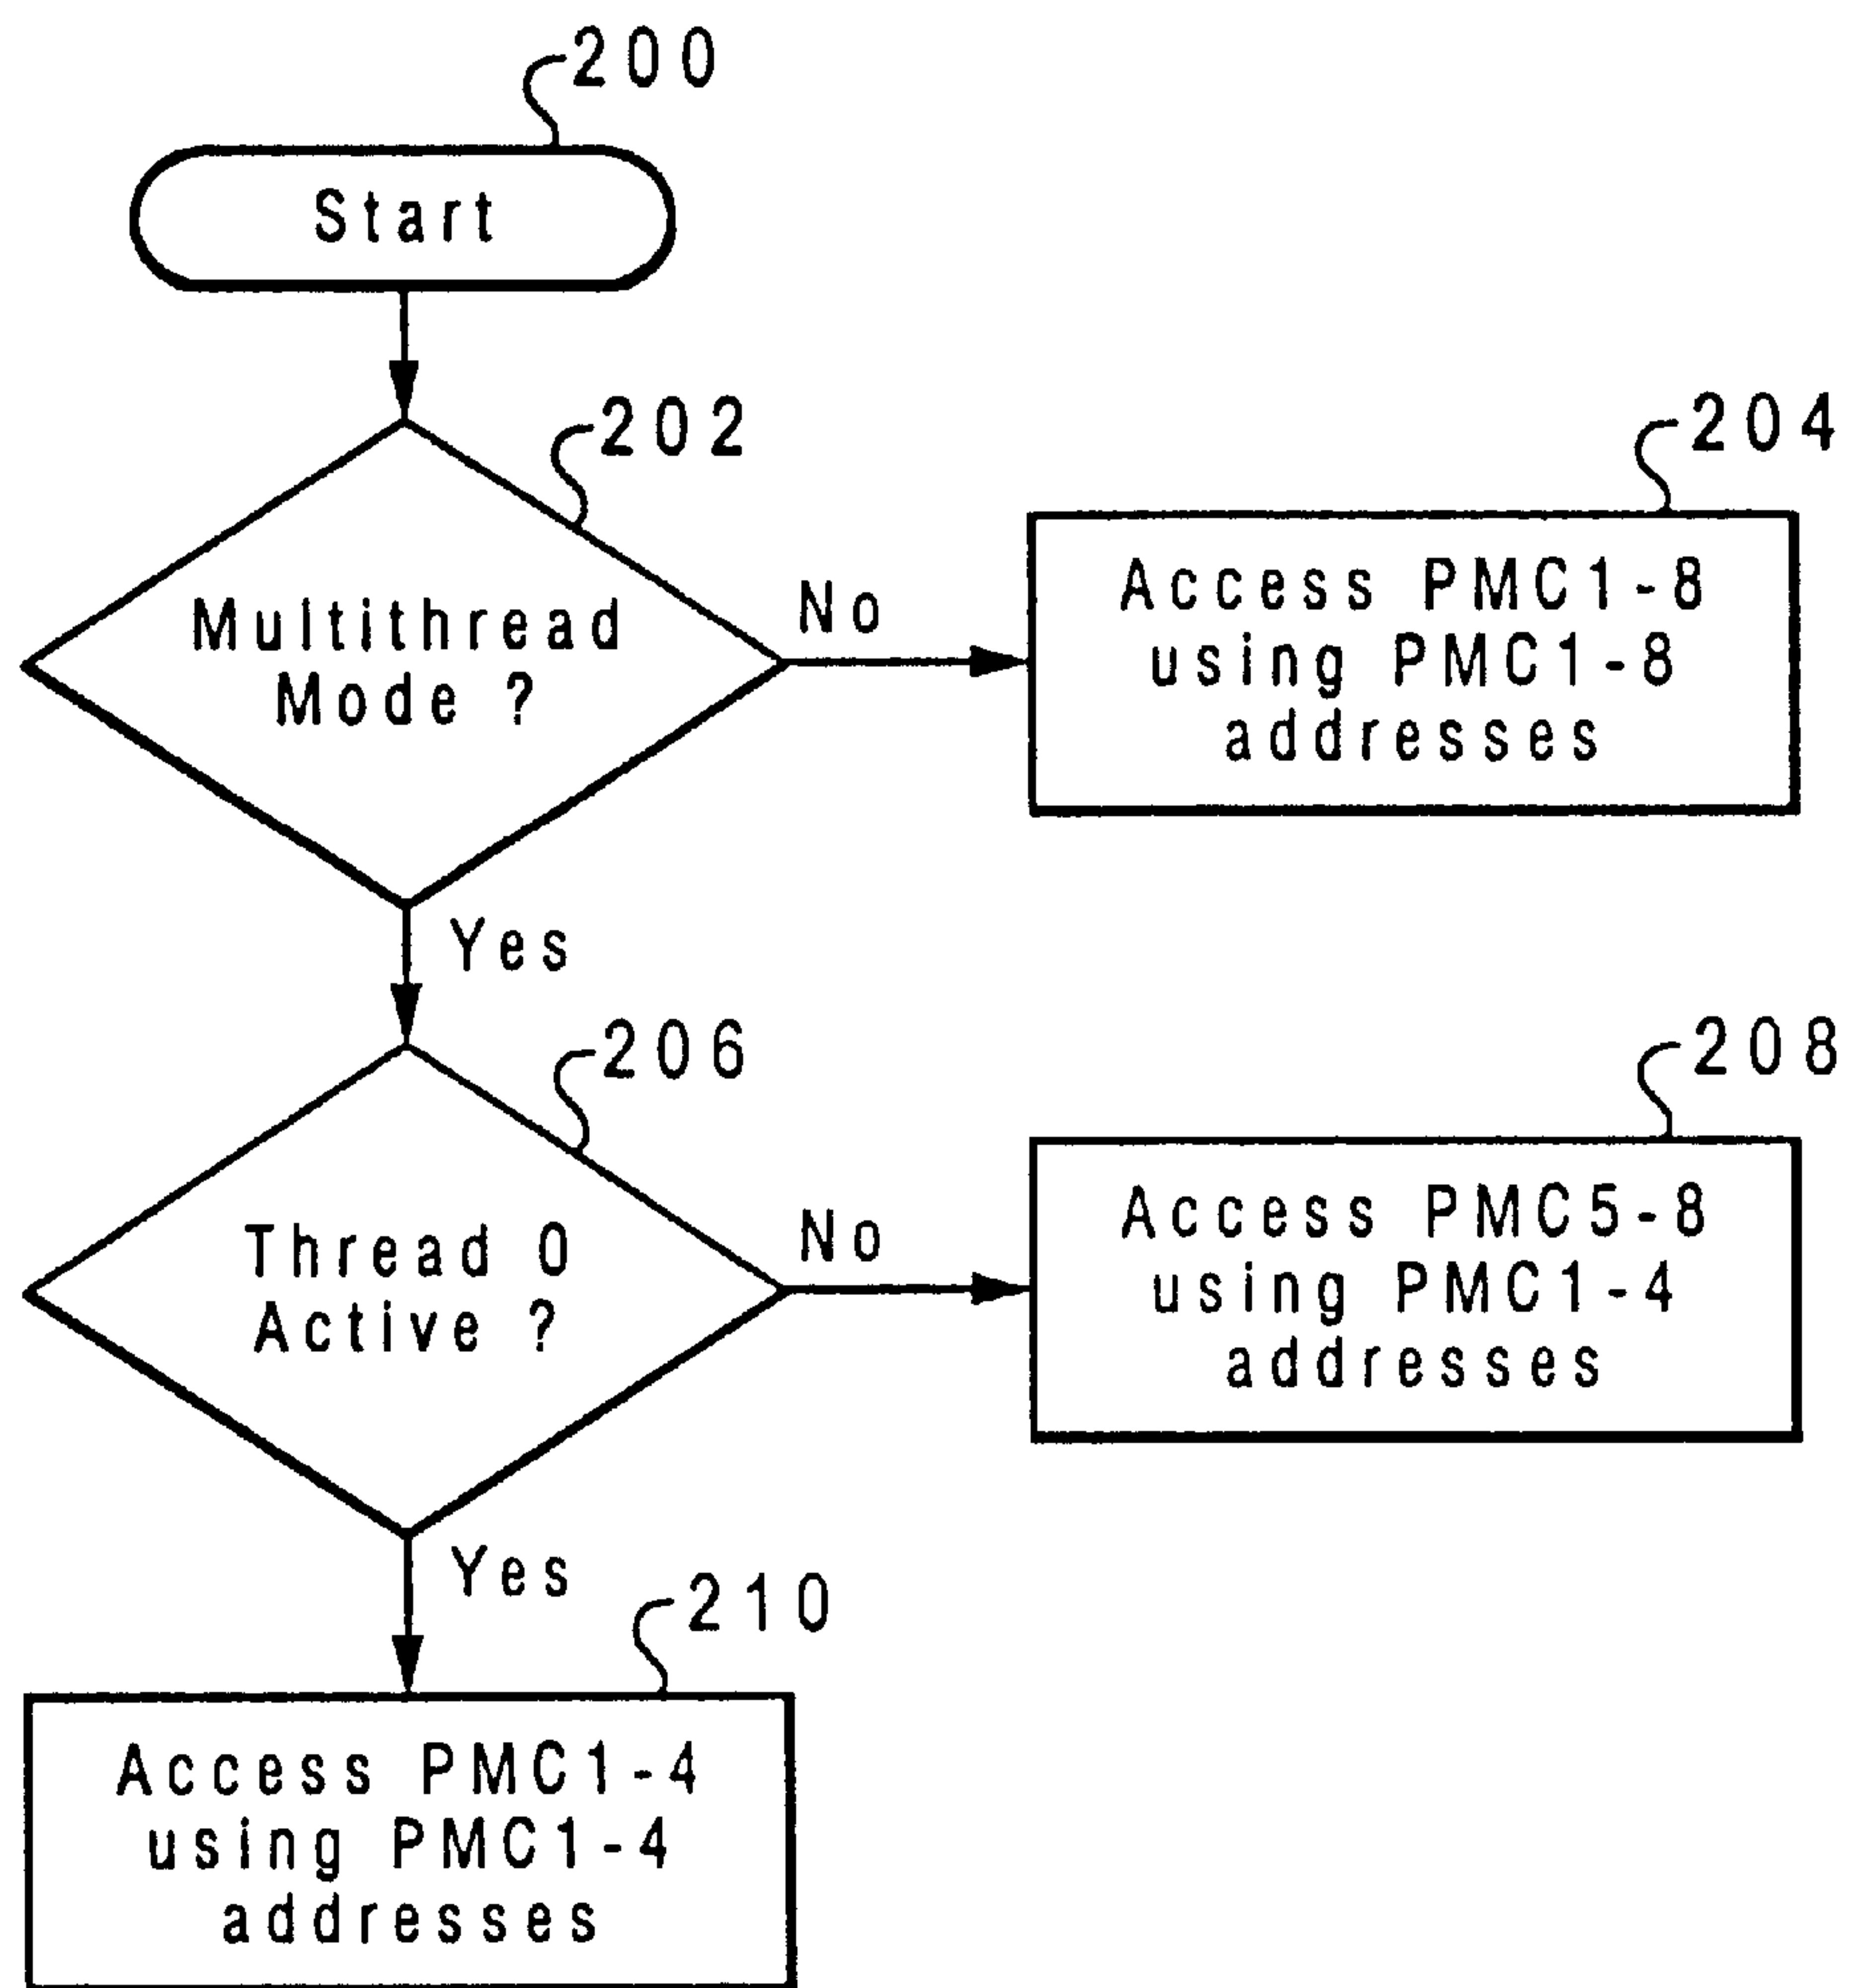 200
Start
202
Multithread
Mode ?
No
204
Access PMC1-8
using PMC1-8
addresses
Yes
206
Thread 0
Active ?
No
208
Access PMC5-8
using PMC1-4
addresses
Yes
210
Access PMC1-4
using PMC1-4
addresses